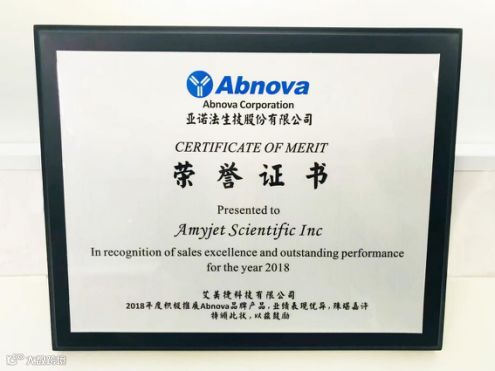 Abnova
Abnova Corporation
亚诺法生技股份有限公司
CERTIFICATE OF MERIT
荣誉证书
Presented to
Amyjet Scientific Inc
In recognition of sales excellence and outstanding performance
for the year 2018
艾美捷科技有限公司
2018年度积极推展Abnova品牌产品，业绩表现优异，殊堪嘉许
特颁此状，以兹鼓励
大数跨境